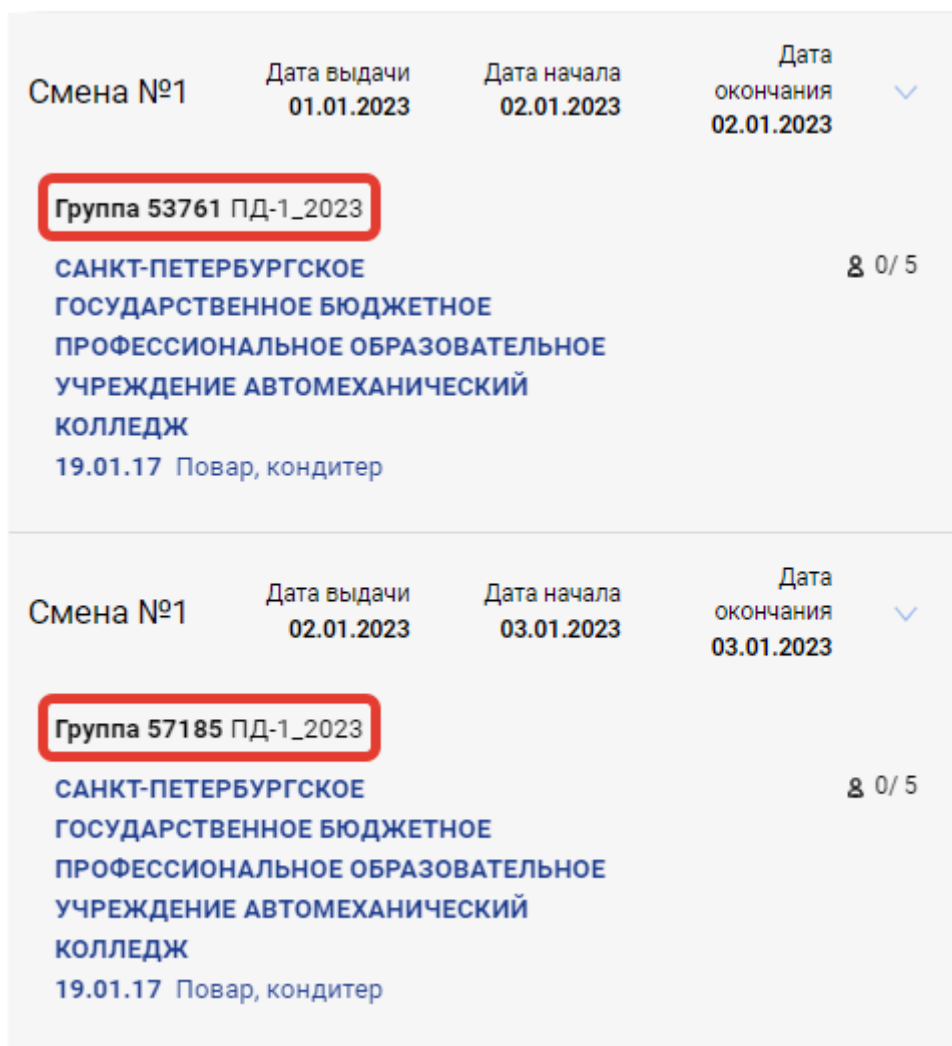 Смена №1
Дата выдачи
01.01.2023
Дата начала
02.01.2023
Дата
окончания
02.01.2023
Группа 53761 ПД-1_2023
САНКТ-ПЕТЕРБУРГСКОЕ
ГОСУДАРСТВЕННОЕ БЮДЖЕТНОЕ
ПРОФЕССИОНАЛЬНОЕ ОБРАЗОВАТЕЛЬНОЕ
УЧРЕЖДЕНИЕ АВТОМЕХАНИЧЕСКИЙ
КОЛЛЕДЖ
19.01.17 Повар, кондитер
0/ 5
Смена №1
Дата выдачи
02.01.2023
Дата начала
03.01.2023
Дата
окончания
03.01.2023
Группа 57185 ПД-1_2023
САНКТ-ПЕТЕРБУРГСКОЕ
ГОСУДАРСТВЕННОЕ БЮДЖЕТНОЕ
ПРОФЕССИОНАЛЬНОЕ ОБРАЗОВАТЕЛЬНОЕ
УЧРЕЖДЕНИЕ АВТОМЕХАНИЧЕСКИЙ
КОЛЛЕДЖ
19.01.17 Повар, кондитер
0/ 5